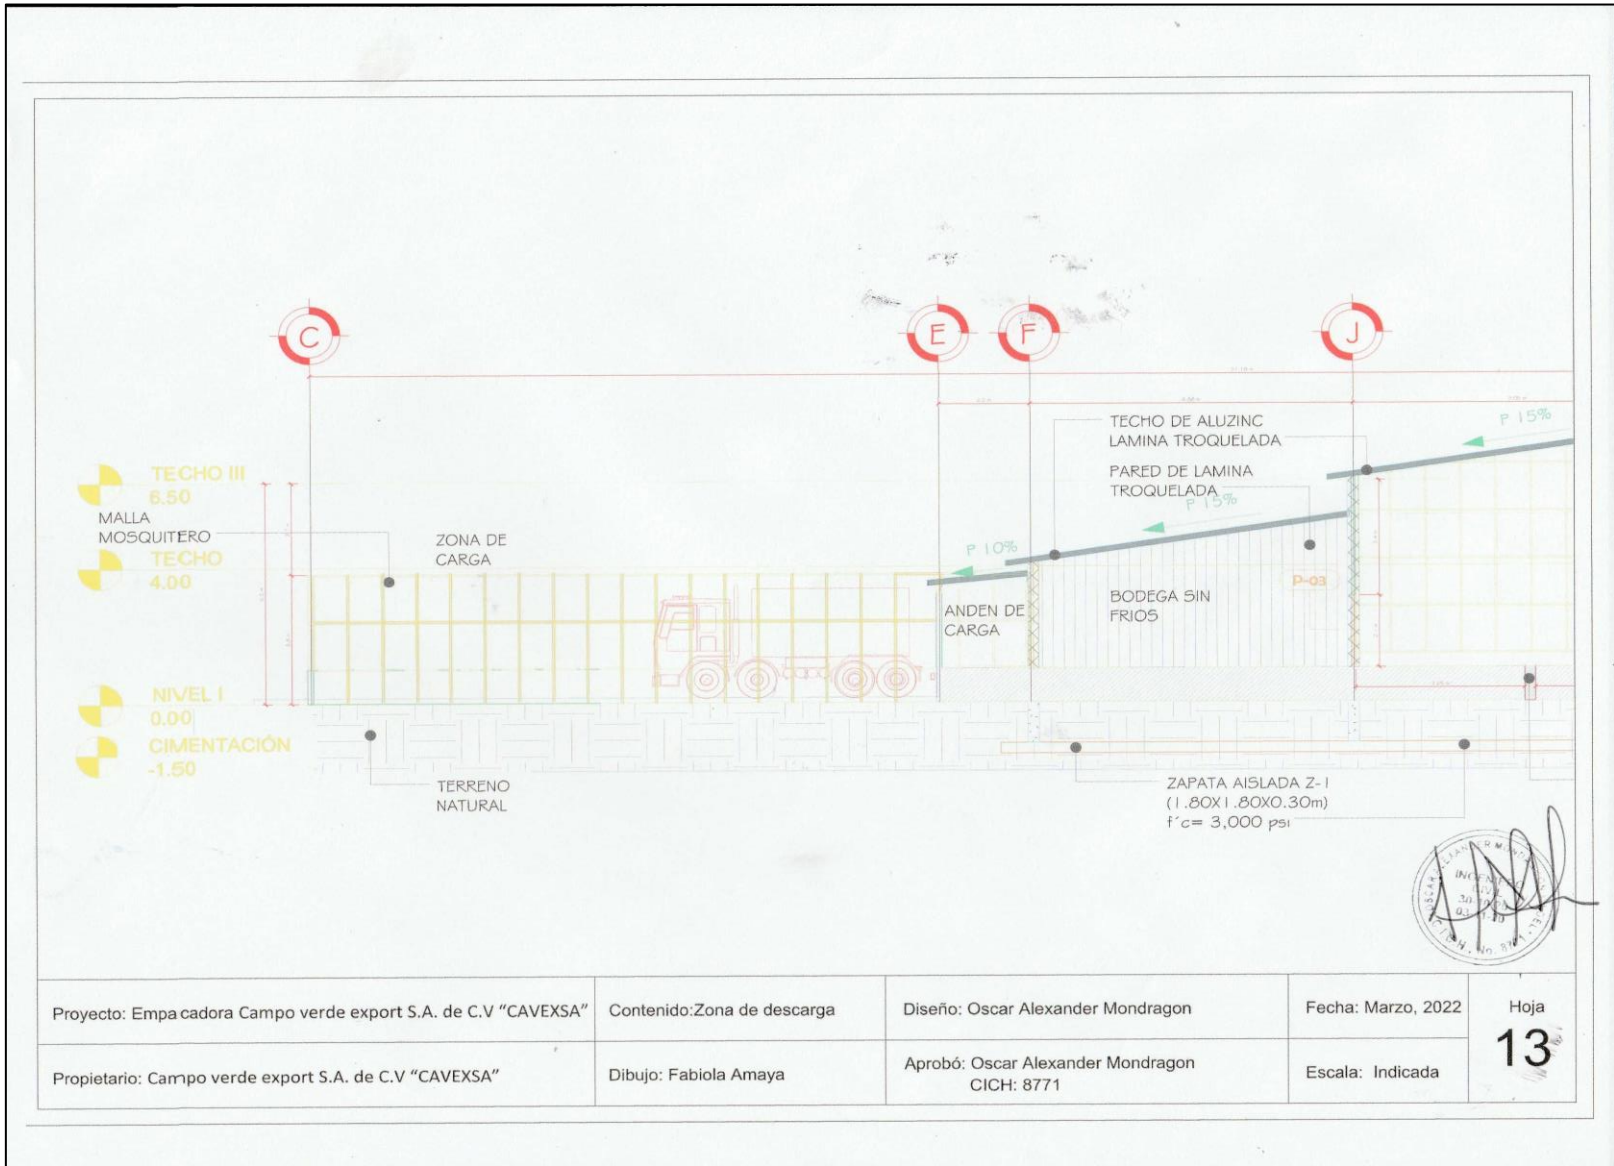 C
E
F
J
TECHO DE ALUZINC
LAMINA TROQUELADA
P 15%
PARED DE LAMINA
TROQUELADA
P 15%
TECHO III
6.50
MALLA
MOSQUITERO
ZONA DE
CARGA
P 10%
TECHO
4.00
P-03
ANDEN DE
CARGA
BODEGA SIN
FRIOS
NIVEL I
0.00
CIMENTACIÓN
-1.50
TERRENO
NATURAL
ZAPATA AISLADA Z-1
(1.80X1.80X0.30m)
f´c= 3,000 psi
Proyecto: Empa cadora Campo verde export S.A. de C.V “CAVEXSA”
Contenido:Zona de descarga
Diseño: Oscar Alexander Mondragon
Fecha: Marzo, 2022
Hoja
13
Propietario: Campo verde export S.A. de C.V “CAVEXSA”
Dibujo: Fabiola Amaya
Aprobó: Oscar Alexander Mondragon
CICH: 8771
Escala: Indicada